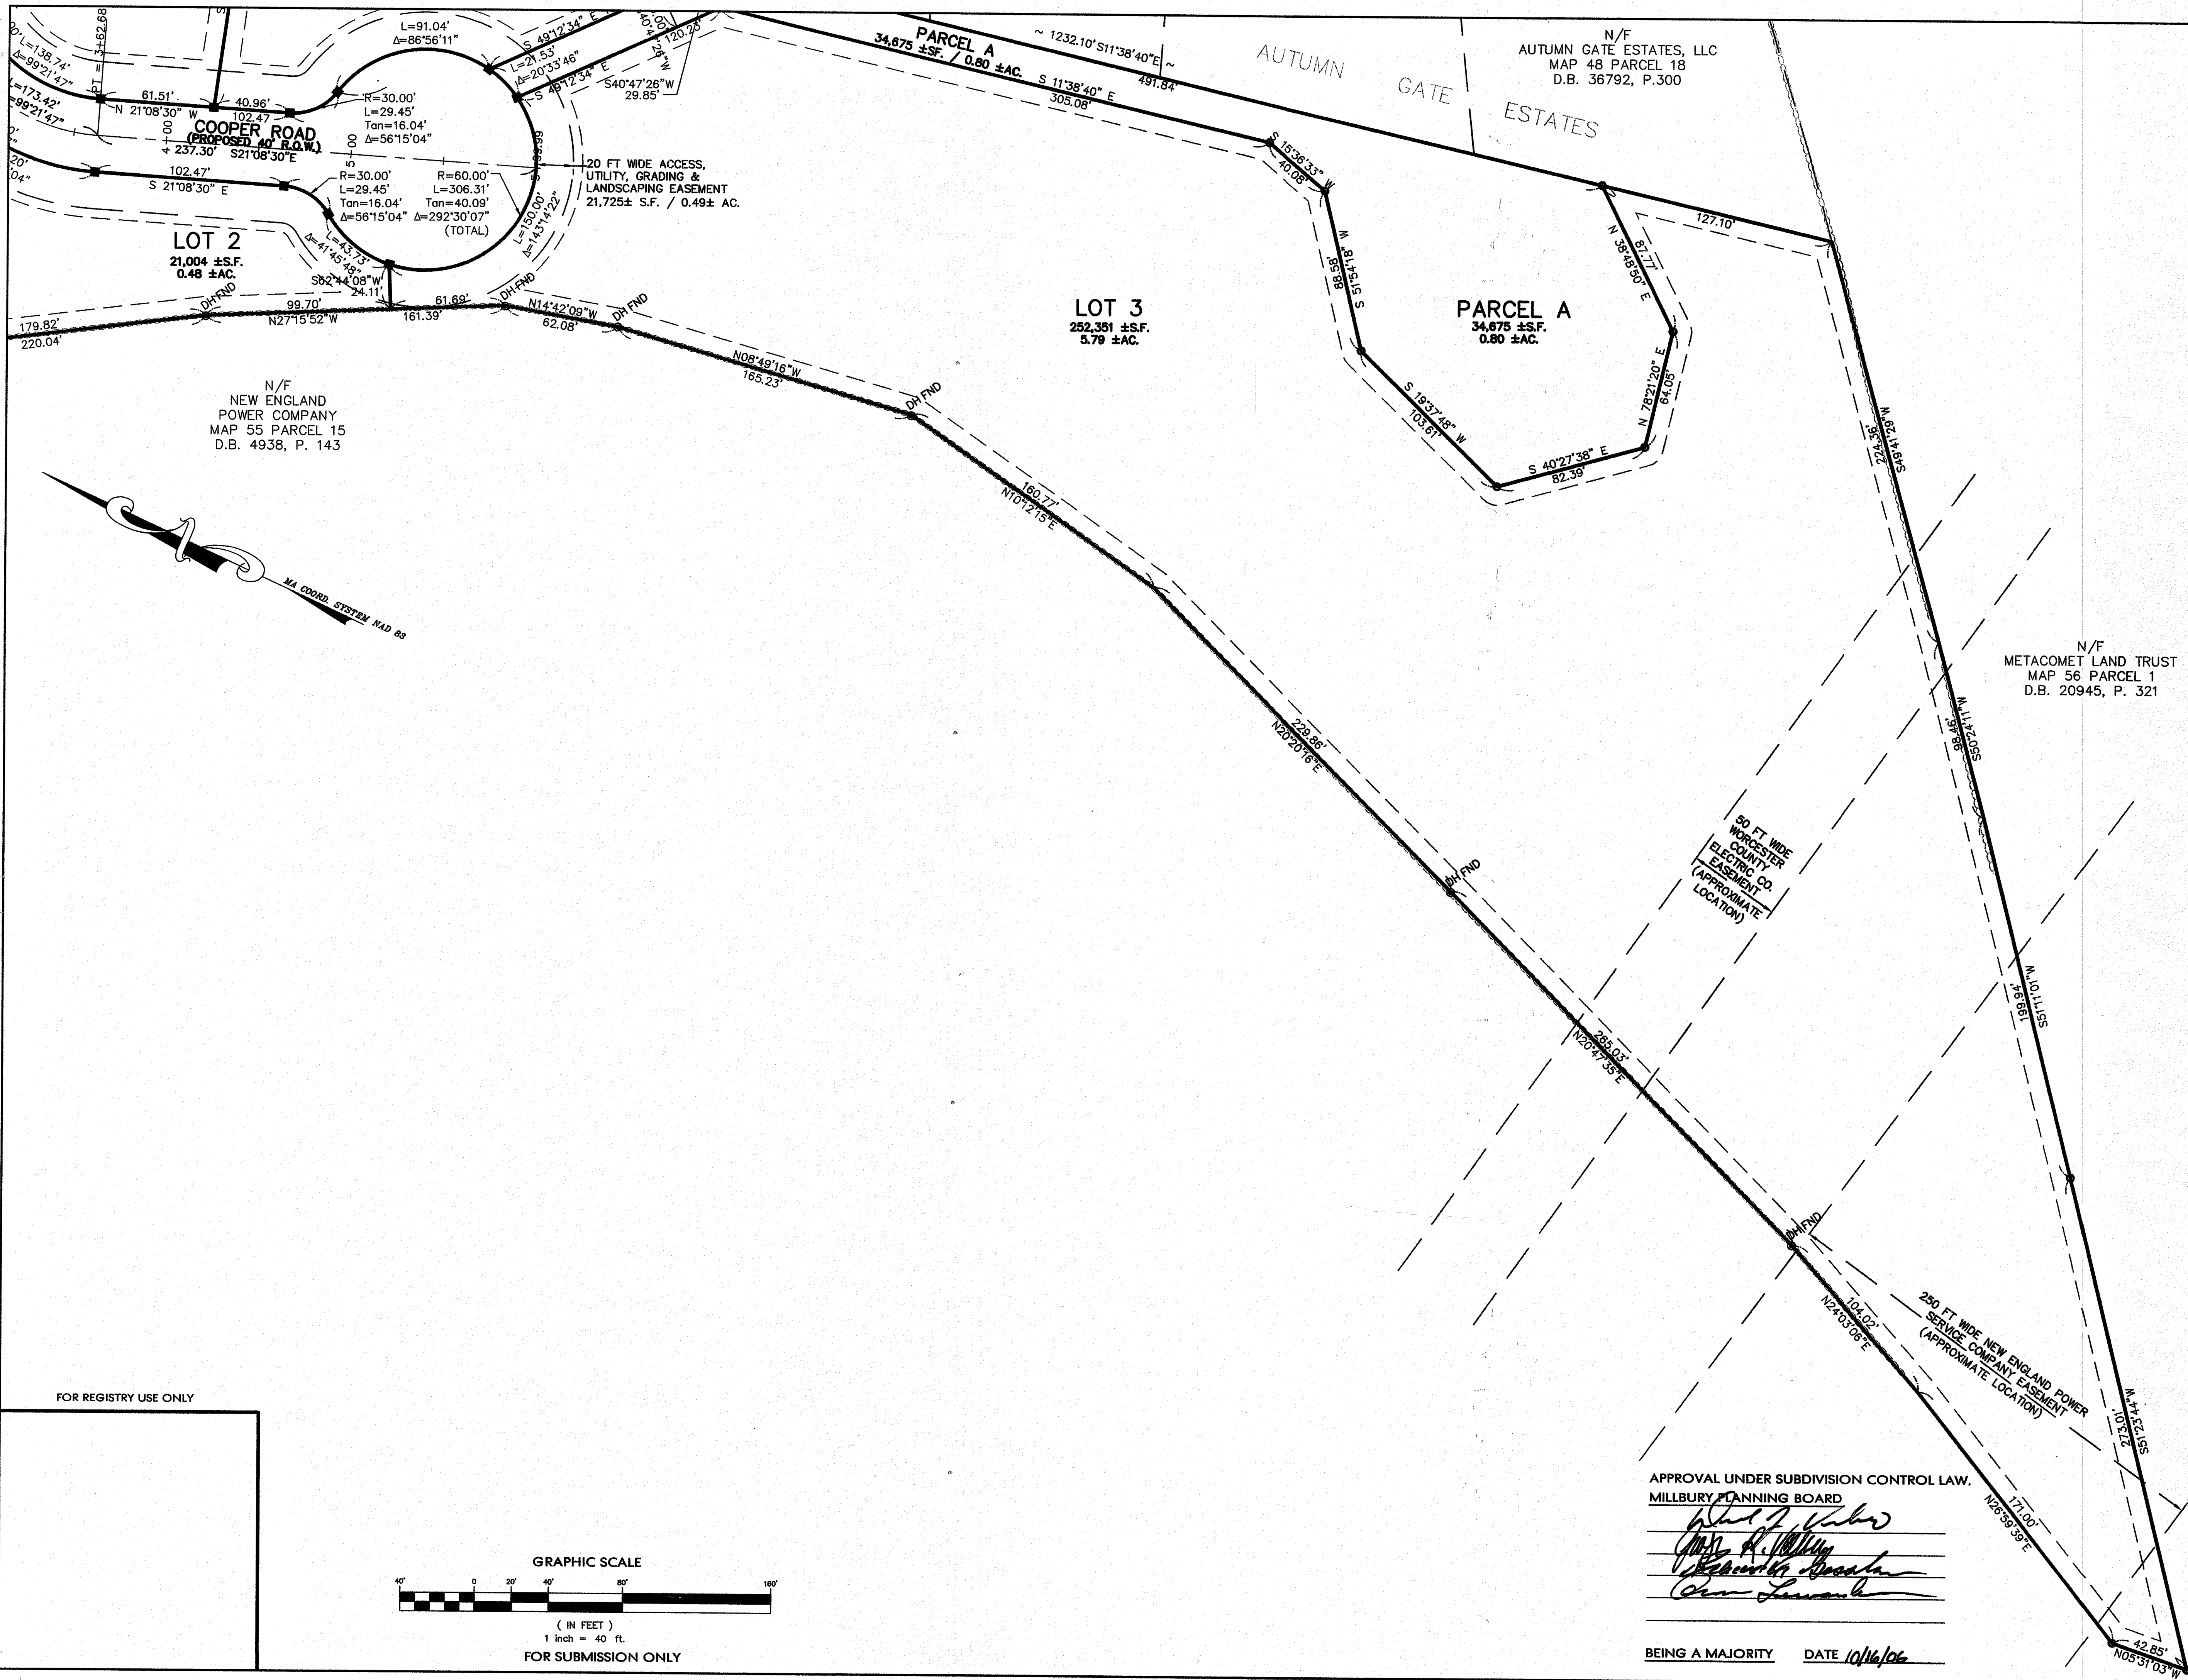 L=138.74'
Δ=99°21'47"
L=173.42'
=99°21'47"
PT = 3+62.68
61.51'
N 21°08'30" W
40.96'
102.47
COOPER ROAD
(PROPOSED 40' R.O.W.)
4+00
237.30' S21°08'30"E
5+00
102.47'
S 21°08'30" E
L=91.04'
Δ=86°56'11"
R=30.00'
L=29.45'
Tan=16.04'
Δ=56°15'04"
R=30.00'
L=29.45'
Tan=16.04'
Δ=56°15'04"
R=60.00'
L=306.31'
Tan=40.09'
Δ=292°30'07"
(TOTAL)
S 49°12'34" E
L=21.53'
Δ=20°33'46"
S 49°12'34" E
120.23'
S40°47'26"W
29.85'
L=150.00'
Δ=143°14'22"
20 FT WIDE ACCESS,
UTILITY, GRADING &
LANDSCAPING EASEMENT
21,725± S.F. / 0.49± AC.
L=43.73'
Δ=41°45'48"
S62°44'08"W
24.11'
LOT 2
21,004 ±S.F.
0.48 ±AC.
179.82'
220.04'
DH FND
99.70'
N27°15'52"W
61.69'
161.39'
DH FND
N14°42'09"W
62.08'
DH FND
N08°49'16"W
165.23'
DH FND
160.77'
N10°12'15"E
229.86'
N20°20'16"E
DH FND
265.03'
N20°47'35"E
DH FND
104.02'
N24°03'06"E
171.00'
N26°59'39"E
42.85'
N05°31'03"W
PARCEL A
34,675 ±SF. / 0.80 ±AC.
~ 1232.10' S11°38'40"E ~
491.84'
S 11°38'40" E
305.08'
AUTUMN GATE ESTATES
N/F
AUTUMN GATE ESTATES, LLC
MAP 48 PARCEL 18
D.B. 36792, P.300
S 15°36'33" W
40.08'
S 51°54'18" W
88.58'
S 19°37'48" W
103.61'
S 40°27'38" E
82.39'
N 78°21'20" E
64.05'
N 38°48'50" E
87.77'
127.10'
LOT 3
252,351 ±S.F.
5.79 ±AC.
PARCEL A
34,675 ±S.F.
0.80 ±AC.
S49°41'29"W
224.36'
S50°24'11"W
98.46'
S51°11'01"W
199.94'
S51°23'44"W
273.01'
N/F
NEW ENGLAND
POWER COMPANY
MAP 55 PARCEL 15
D.B. 4938, P. 143
MA COORD. SYSTEM NAD 83
N/F
METACOMET LAND TRUST
MAP 56 PARCEL 1
D.B. 20945, P. 321
50 FT WIDE
WORCESTER
COUNTY
ELECTRIC CO.
EASEMENT
(APPROXIMATE
LOCATION)
250 FT WIDE NEW ENGLAND POWER
SERVICE COMPANY EASEMENT
(APPROXIMATE LOCATION)
FOR REGISTRY USE ONLY
GRAPHIC SCALE
40' 0 20' 40' 80' 160'
( IN FEET )
1 inch = 40 ft.
FOR SUBMISSION ONLY
APPROVAL UNDER SUBDIVISION CONTROL LAW.
MILLBURY PLANNING BOARD
BEING A MAJORITY DATE 10/16/06